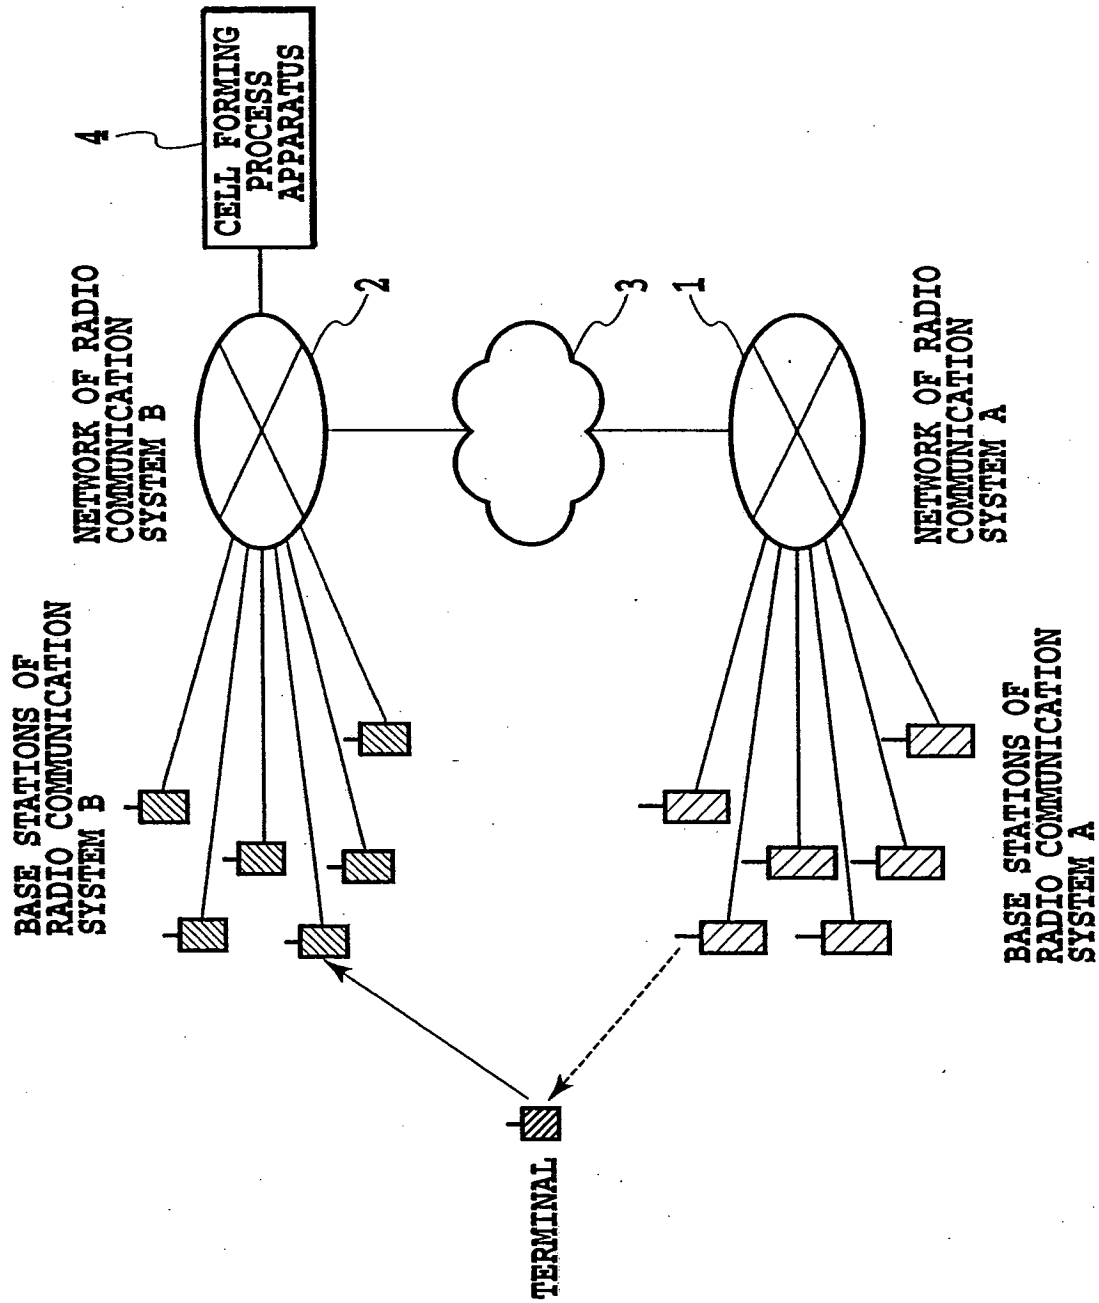 BASE STATIONS OF
RADIO COMMUNICATION
SYSTEM B
NETWORK OF RADIO
COMMUNICATION
SYSTEM B
4
CELL FORMING
PROCESS
APPARATUS
2
TERMINAL
3
1
BASE STATIONS OF
RADIO COMMUNICATION
SYSTEM A
NETWORK OF RADIO
COMMUNICATION
SYSTEM A